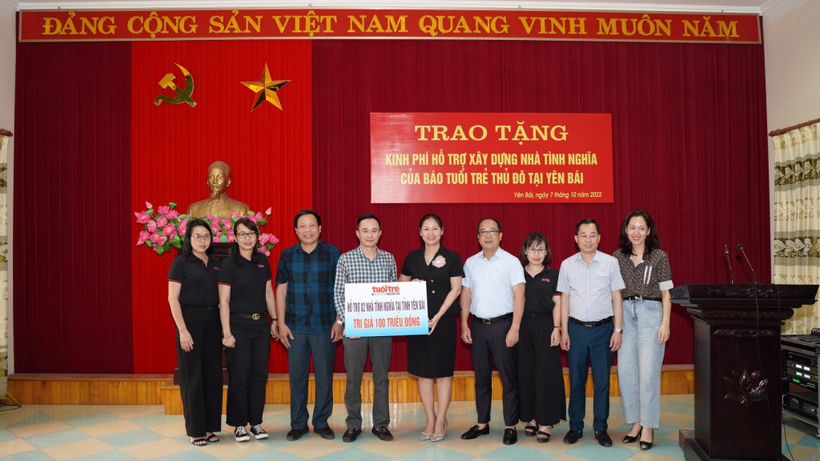 ĐẢNG CỘNG SẢN VIỆT NAM QUANG VINH MUÔN NĂM
TRAO TẶNG
KINH PHÍ HỖ TRỢ XÂY DỰNG NHÀ TÌNH NGHĨA
CỦA BÁO TUỔI TRẺ THỦ ĐÔ TẠI YÊN BÁI
Yên Bái, ngày 7 tháng 10 năm 2022
tuổi trẻ
HỖ TRỢ 02 NHÀ TÌNH NGHĨA TẠI TỈNH YÊN BÁI
TRỊ GIÁ 100 TRIỆU ĐỒNG